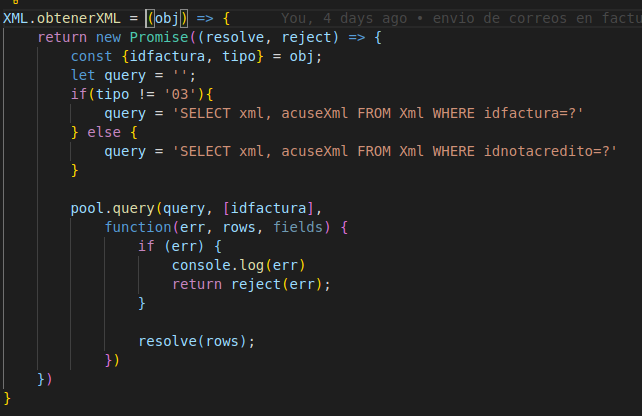 XML.obtenerXML = (obj) => {    You, 4 days ago • envio de correos en factu
    return new Promise((resolve, reject) => {
        const {idfactura, tipo} = obj;
        let query = '';
        if(tipo != '03'){
            query = 'SELECT xml, acuseXml FROM Xml WHERE idfactura=?'
        } else {
            query = 'SELECT xml, acuseXml FROM Xml WHERE idnotacredito=?'
        }

        pool.query(query, [idfactura],
            function(err, rows, fields) {
                if (err) {
                    console.log(err)
                    return reject(err);
                }

                resolve(rows);
            })
    })
}